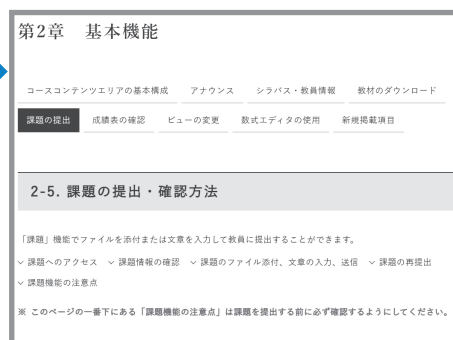 第2章 基本機能
コースコンテンツエリアの基本構成 アナウンス シラバス・教員情報 教材のダウンロード
課題の提出 成績表の確認 ビューの変更 数式エディタの使用 新規掲載項目
2-5. 課題の提出・確認方法
「課題」機能でファイルを添付または文章を入力して教員に提出することができます。
課題へのアクセス 課題情報の確認 課題のファイル添付、文章の入力、送信 課題の再提出
課題機能の注意点
※ このページの一番下にある「課題機能の注意点」は課題を提出する前に必ず確認するようにしてください。